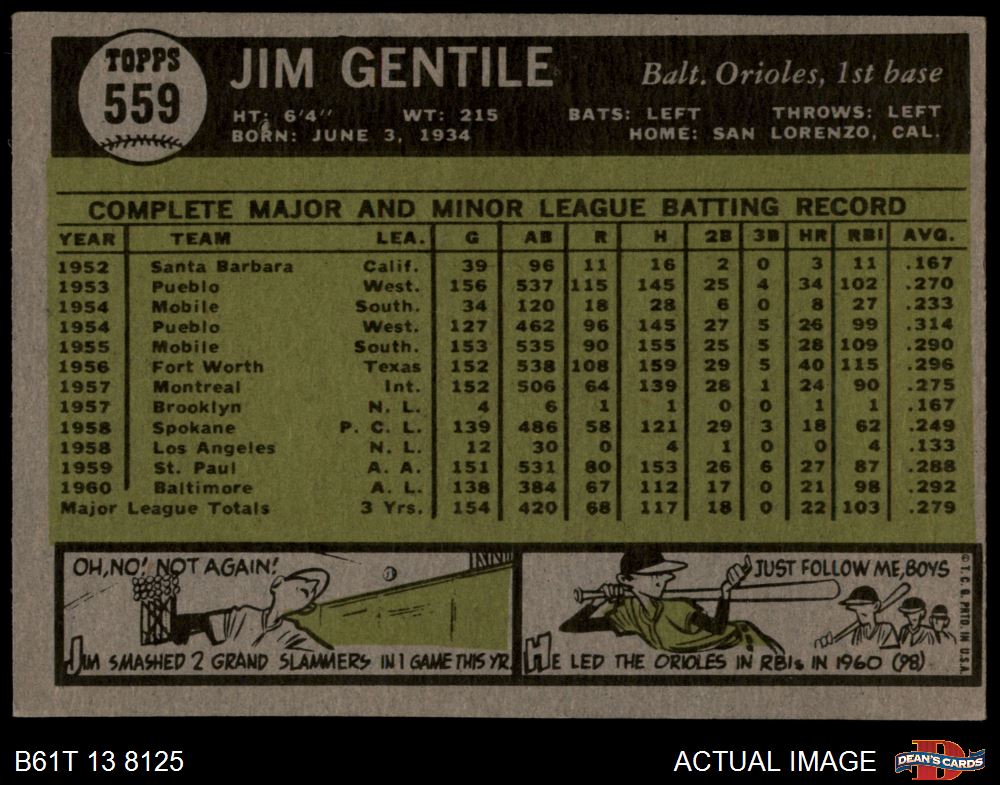 TOPPS
559
JIM GENTILE
Balt. Orioles, 1st base
HT: 6'4" WT: 215 BATS: LEFT THROWS: LEFT
BORN: JUNE 3, 1934 HOME: SAN LORENZO, CAL.
COMPLETE MAJOR AND MINOR LEAGUE BATTING RECORD
YEAR TEAM LEA. G AB R H 2B 3B HR RBI AVG.
1952 Santa Barbara Calif. 39 96 11 16 2 0 3 11 .167
1953 Pueblo West. 156 537 115 145 25 4 34 102 .270
1954 Mobile South. 34 120 18 28 6 0 8 27 .233
1954 Pueblo West. 127 462 96 145 27 5 26 99 .314
1955 Mobile South. 153 535 90 155 25 5 28 109 .290
1956 Fort Worth Texas 152 538 108 159 29 5 40 115 .296
1957 Montreal Int. 152 506 64 139 28 1 24 90 .275
1957 Brooklyn N. L. 4 6 1 1 0 0 1 1 .167
1958 Spokane P. C. L. 139 486 58 121 29 3 18 62 .249
1958 Los Angeles N. L. 12 30 0 4 1 0 0 4 .133
1959 St. Paul A. A. 151 531 80 153 26 6 27 87 .288
1960 Baltimore A. L. 138 384 67 112 17 0 21 98 .292
Major League Totals 3 Yrs. 154 420 68 117 18 0 22 103 .279
OH, NO! NOT AGAIN!
JIM SMASHED 2 GRAND SLAMMERS IN 1 GAME THIS YR.
JUST FOLLOW ME, BOYS
HE LED THE ORIOLES IN RBIs IN 1960 (98)
© T. C. G. PRTD. IN U.S.A.
B61T 13 8125
ACTUAL IMAGE
D
DEAN'S CARDS